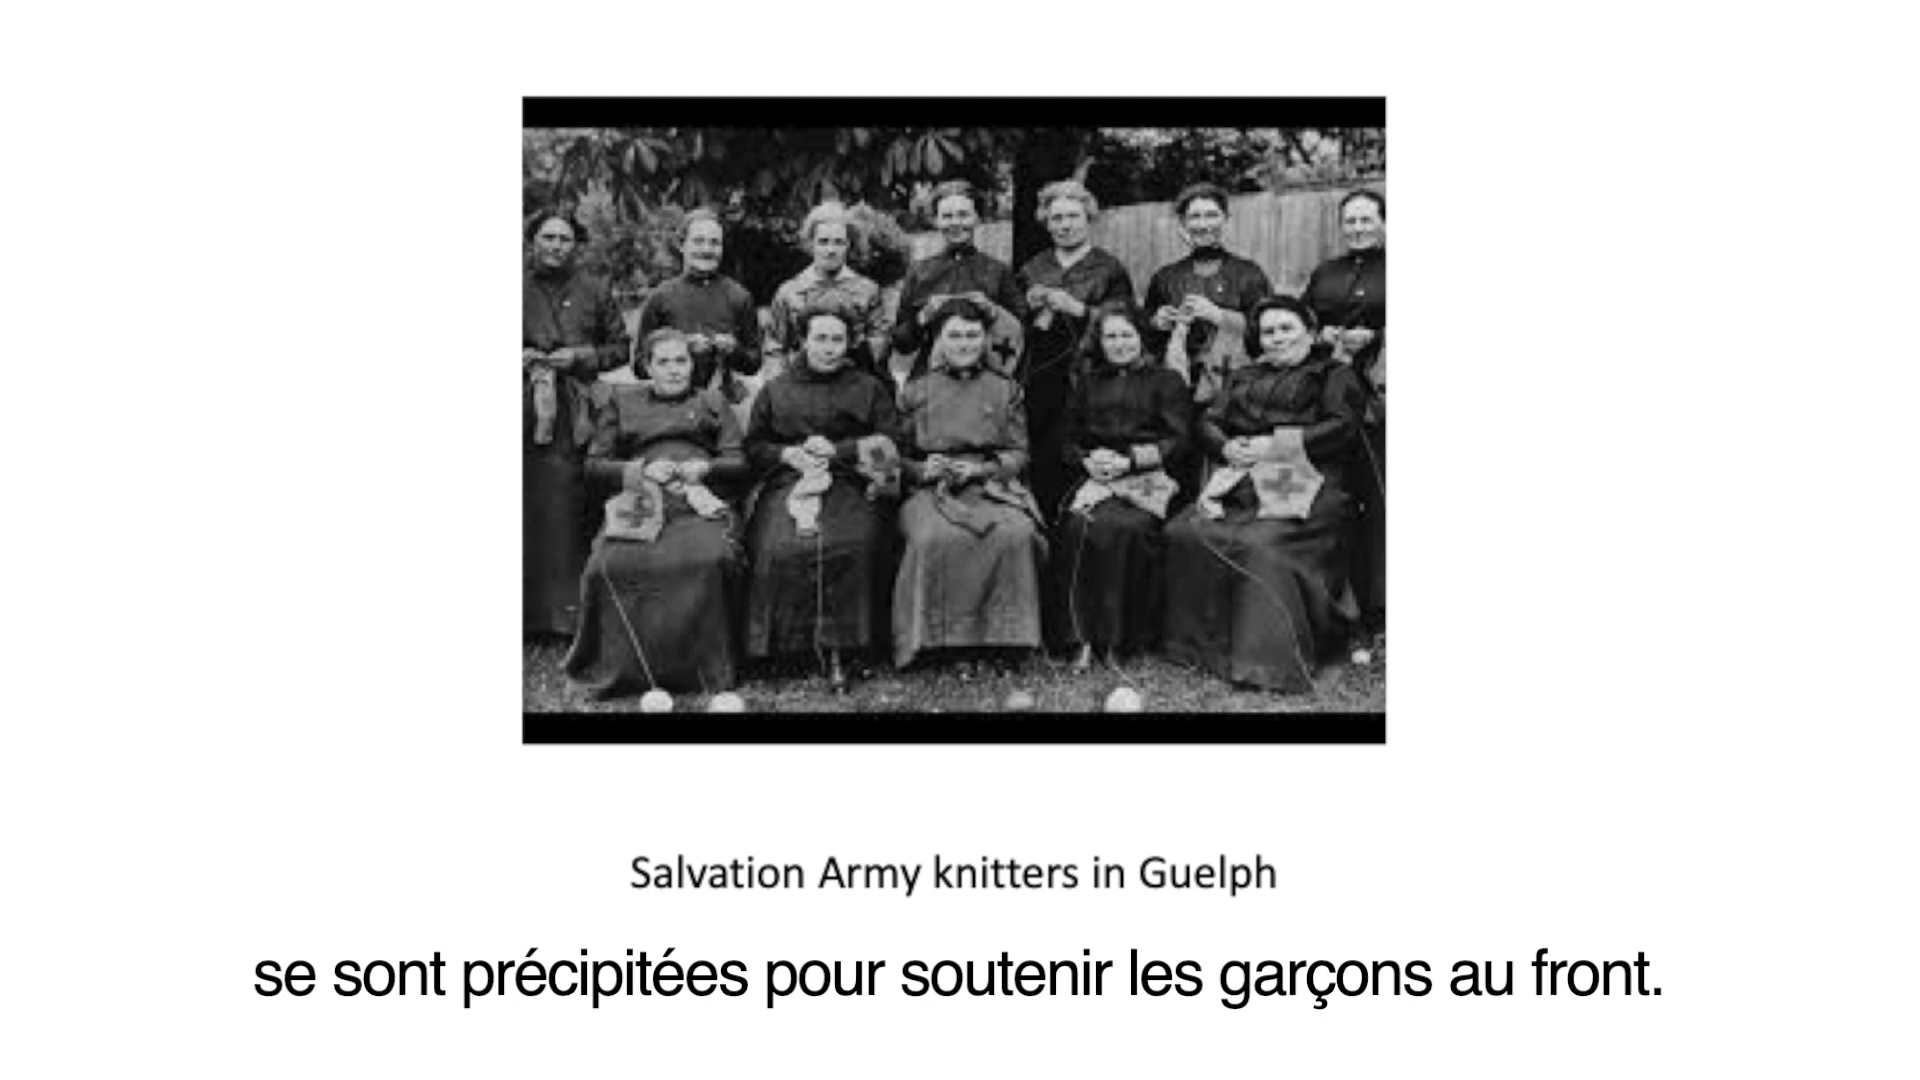 Salvation Army knitters in Guelph
se sont précipitées pour soutenir les garçons au front.